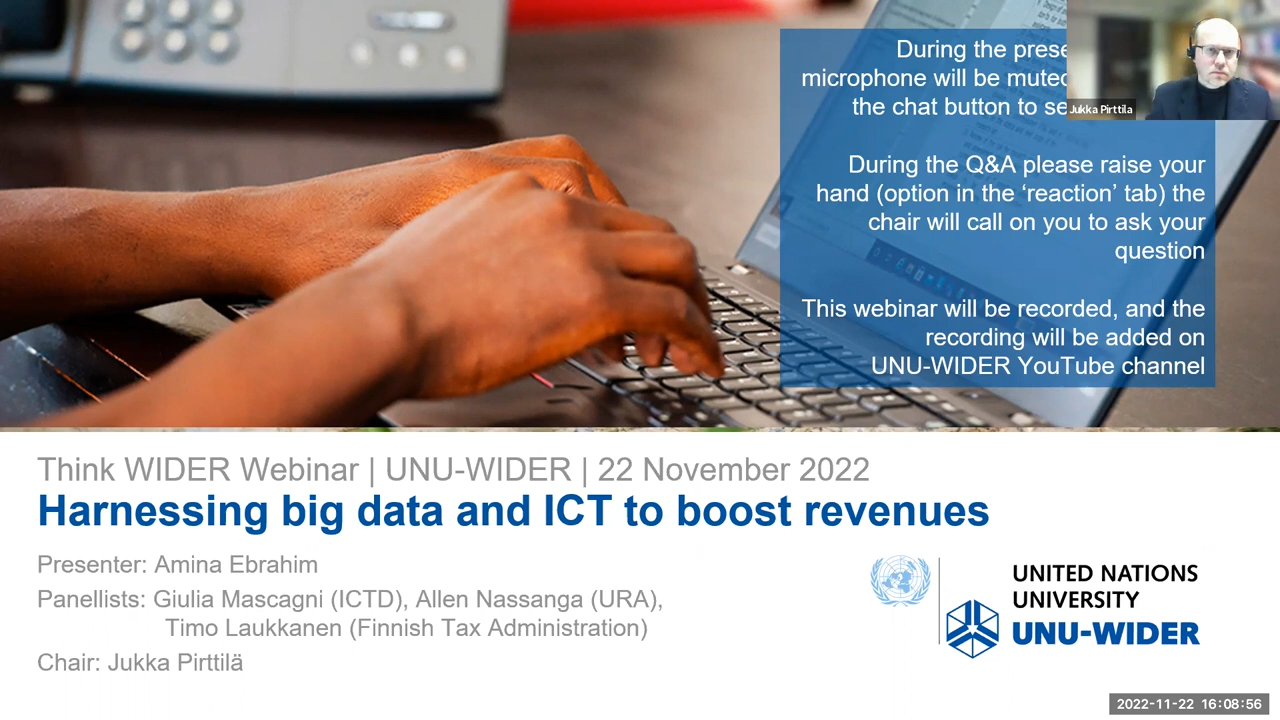 During the prese
microphone will be muted
the chat button to se
Jukka Pirttila
During the Q&A please raise your
hand (option in the ‘reaction’ tab) the
chair will call on you to ask your
question
This webinar will be recorded, and the
recording will be added on
UNU-WIDER YouTube channel
Think WIDER Webinar | UNU-WIDER | 22 November 2022
Harnessing big data and ICT to boost revenues
Presenter: Amina Ebrahim
Panellists: Giulia Mascagni (ICTD), Allen Nassanga (URA),
Timo Laukkanen (Finnish Tax Administration)
Chair: Jukka Pirttilä
UNITED NATIONS
UNIVERSITY
UNU-WIDER
2022-11-22 16:08:56